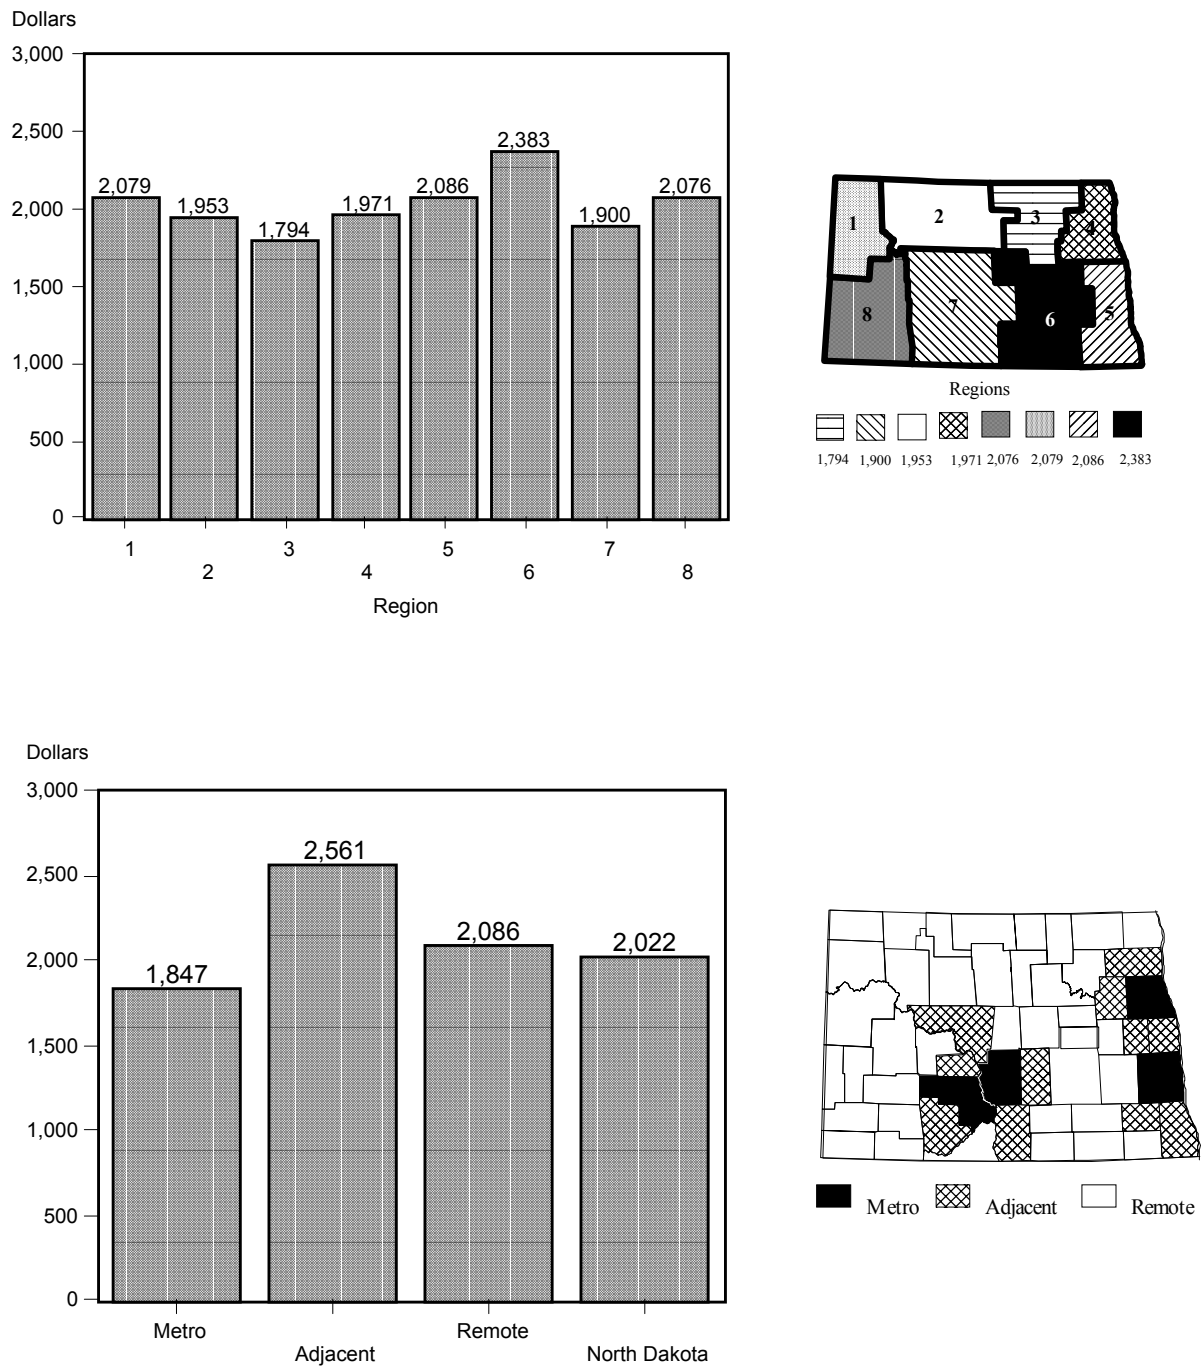 Dollars
3,000
2,500
2,000
1,500
1,000
500
0
2,079
1,953
1,794
1,971
2,086
2,383
1,900
2,076
1 3 5 7
2 4 6 8
Region
1 2 3 4
8 7 6 5
Regions
1,794 1,900 1,953 1,971 2,076 2,079 2,086 2,383
Dollars
3,000
2,500
2,000
1,500
1,000
500
0
1,847
2,561
2,086
2,022
Metro Remote
Adjacent North Dakota
Metro Adjacent Remote